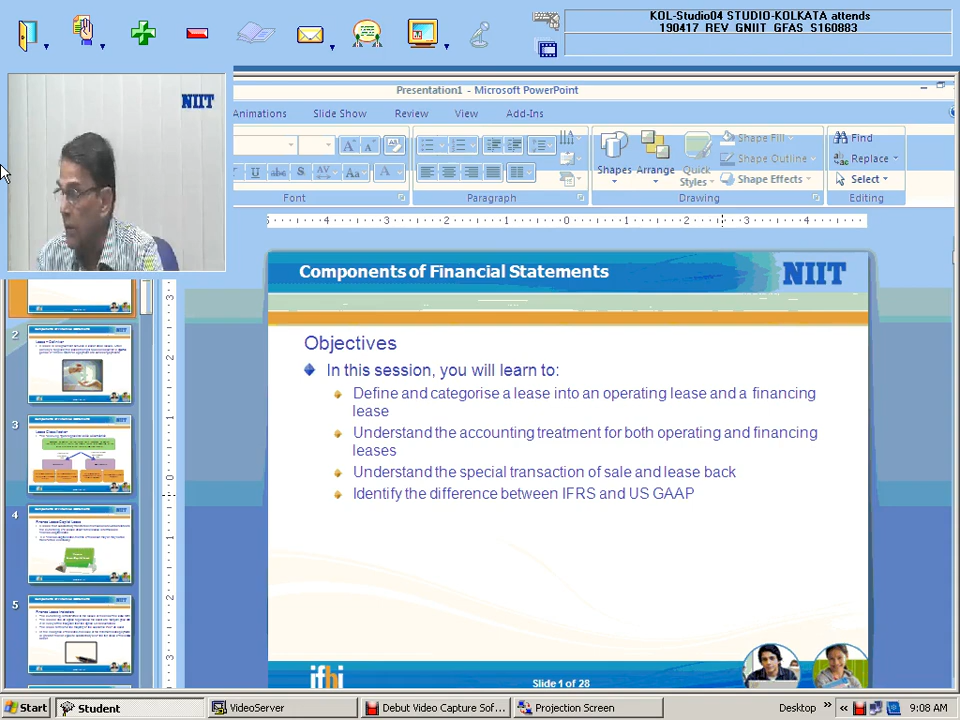 KOL-Studio04 STUDIO-KOLKATA attends
190417 REV GNIIT GFAS S160883
NIIT
Presentation1 - Microsoft PowerPoint
Animations
Slide Show
Review
View
Add-Ins
Shapes
Arrange
Quick
Styles
Shape Fill
Shape Outline
Shape Effects
Find
Replace
Select
Font
Paragraph
Drawing
Editing
Components of Financial Statements
NIIT
Objectives
In this session, you will learn to:
Define and categorise a lease into an operating lease and a financing
lease
Understand the accounting treatment for both operating and financing
leases
Understand the special transaction of sale and lease back
Identify the difference between IFRS and US GAAP
ifbi
Slide 1 of 28
2
3
4
5
Start
Student
VideoServer
Debut Video Capture Sof...
Projection Screen
Desktop
9:08 AM